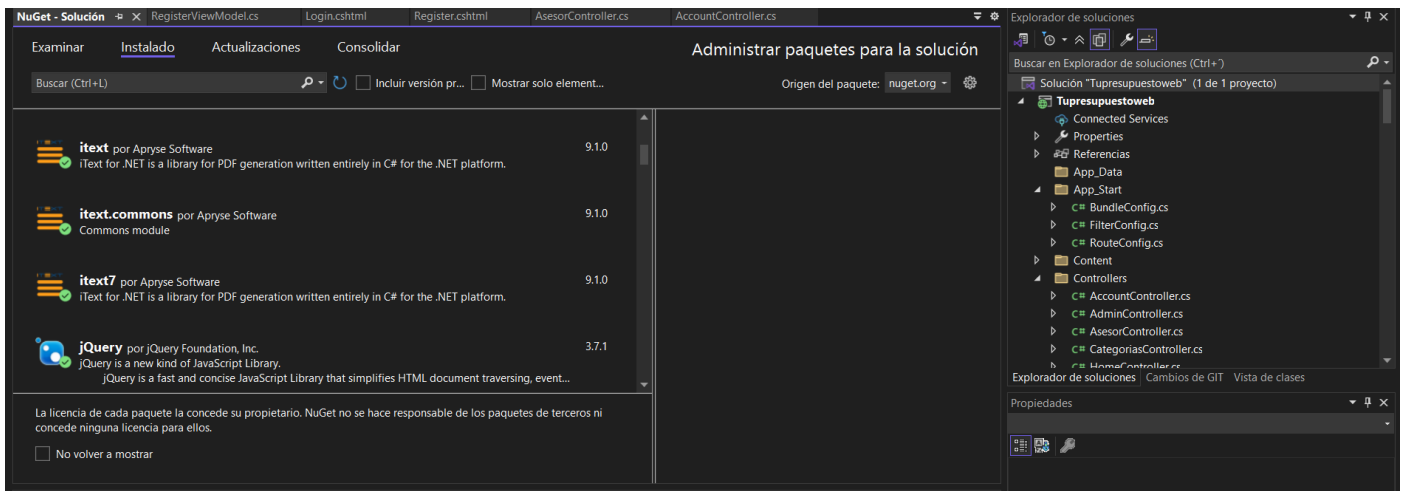 NuGet - Solución
RegisterViewModel.cs
Login.cshtml
Register.cshtml
AsesorController.cs
AccountController.cs
Examinar
Instalado
Actualizaciones
Consolidar
Administrar paquetes para la solución
Buscar (Ctrl+L)
Incluir versión pr...
Mostrar solo element...
Origen del paquete: nuget.org
itext por Apryse Software
9.1.0
iText for .NET is a library for PDF generation written entirely in C# for the .NET platform.
itext.commons por Apryse Software
9.1.0
Commons module
itext7 por Apryse Software
9.1.0
iText for .NET is a library for PDF generation written entirely in C# for the .NET platform.
jQuery por jQuery Foundation, Inc.
3.7.1
jQuery is a new kind of JavaScript Library.
jQuery is a fast and concise JavaScript Library that simplifies HTML document traversing, event...
La licencia de cada paquete la concede su propietario. NuGet no se hace responsable de los paquetes de terceros ni
concede ninguna licencia para ellos.
No volver a mostrar
Explorador de soluciones
Buscar en Explorador de soluciones (Ctrl+´)
Solución "Tupresupuestoweb" (1 de 1 proyecto)
Tupresupuestoweb
Connected Services
Properties
Referencias
App_Data
App_Start
C# BundleConfig.cs
C# FilterConfig.cs
C# RouteConfig.cs
Content
Controllers
C# AccountController.cs
C# AdminController.cs
C# AsesorController.cs
C# CategoriasController.cs
C# HomeController.cs
Explorador de soluciones
Cambios de GIT
Vista de clases
Propiedades